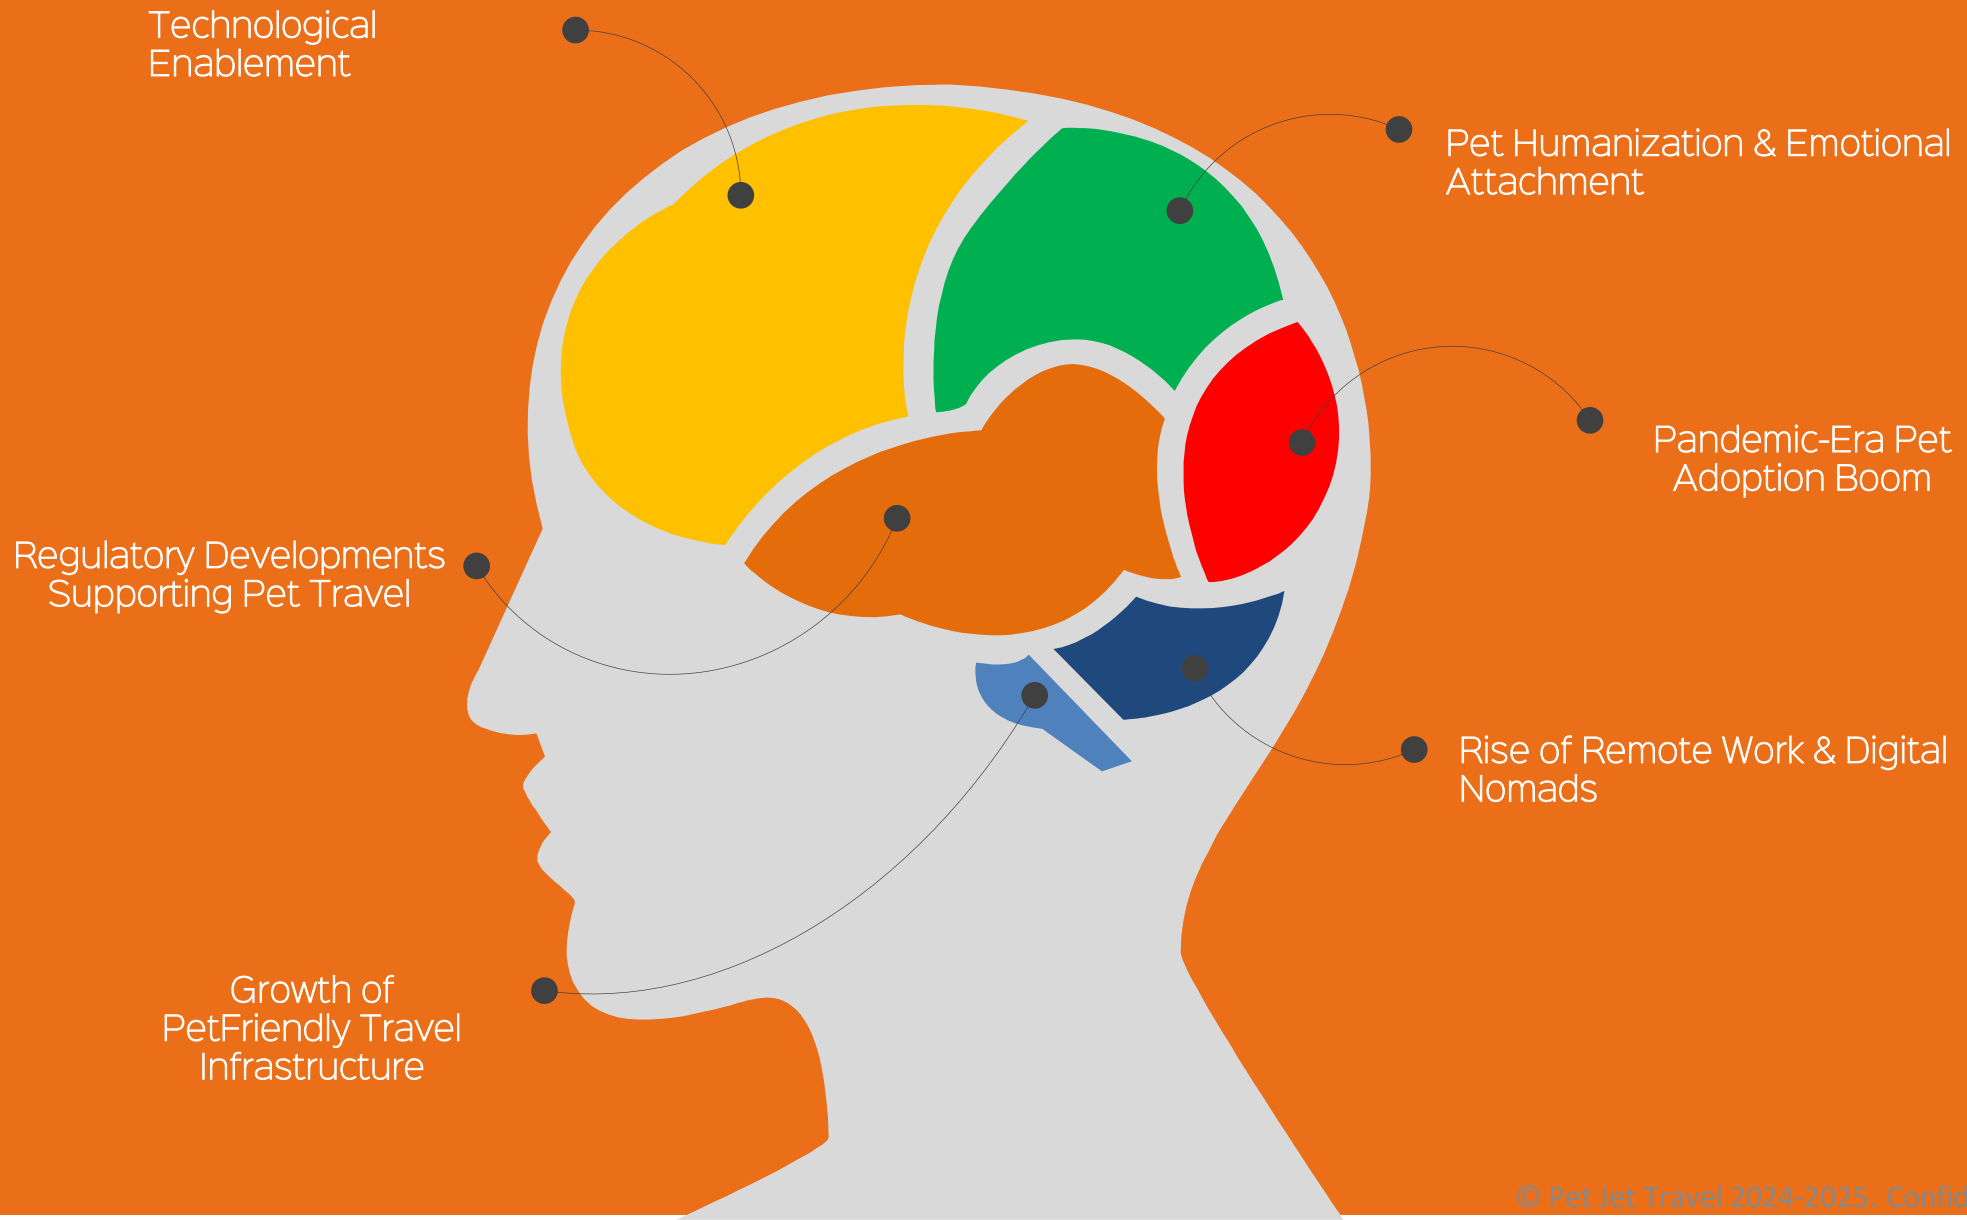 Technological
Enablement
Pet Humanization & Emotional
Attachment
Pandemic-Era Pet
Adoption Boom
Regulatory Developments
Supporting Pet Travel
Rise of Remote Work & Digital
Nomads
Growth of
PetFriendly Travel
Infrastructure
© Pet Jet Travel 2024-2025. Confid